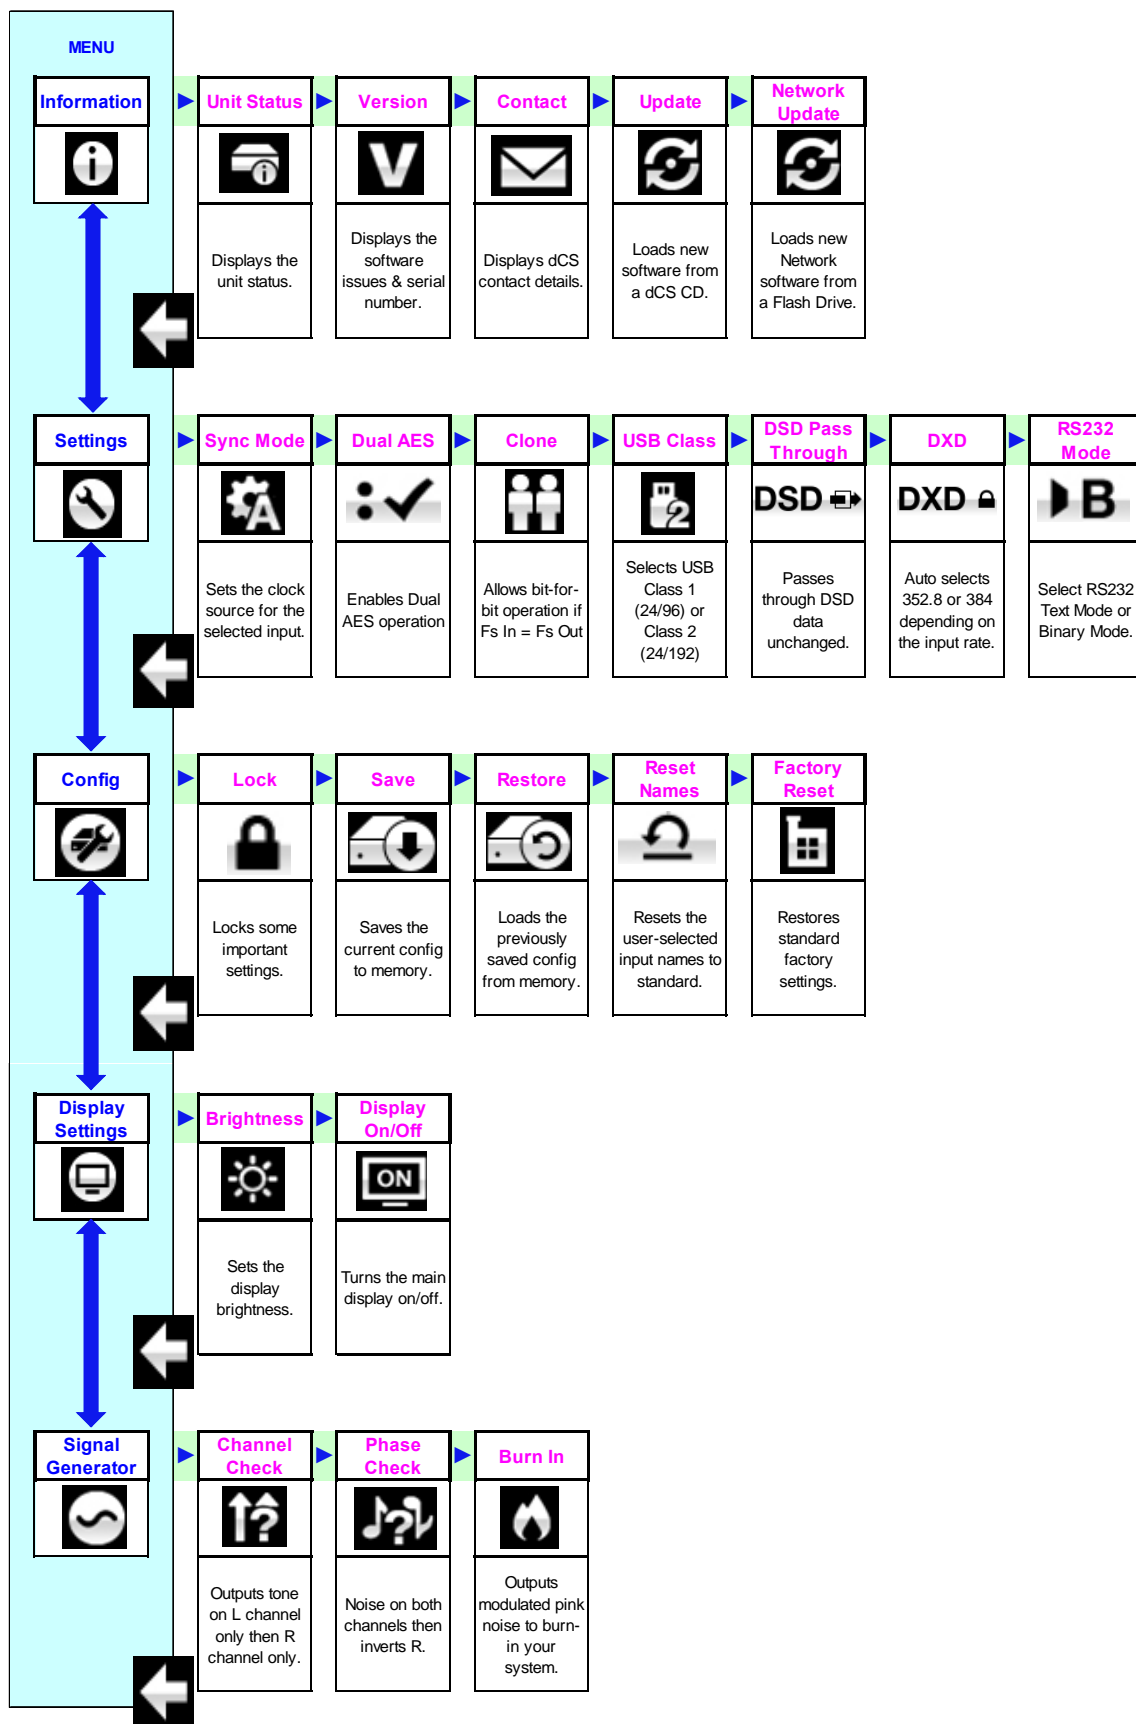 MENU
Information
Unit Status
Version
Contact
Update
Network
Update
V
Displays the
unit status.
Displays the
software
issues & serial
number.
Displays dCS
contact details.
Loads new
software from
a dCS CD.
Loads new
Network
software from
a Flash Drive.
Settings
Sync Mode
Dual AES
Clone
USB Class
DSD Pass
Through
DXD
RS232
Mode
A
2
DSD
DXD
B
Sets the clock
source for the
selected input.
Enables Dual
AES operation
Allows bit-for-
bit operation if
Fs In = Fs Out
Selects USB
Class 1
(24/96) or
Class 2
(24/192)
Passes
through DSD
data
unchanged.
Auto selects
352.8 or 384
depending on
the input rate.
Select RS232
Text Mode or
Binary Mode.
Config
Lock
Save
Restore
Reset
Names
Factory
Reset
Locks some
important
settings.
Saves the
current config
to memory.
Loads the
previously
saved config
from memory.
Resets the
user-selected
input names to
standard.
Restores
standard
factory
settings.
Display
Settings
Brightness
Display
On/Off
ON
Sets the
display
brightness.
Turns the main
display on/off.
Signal
Generator
Channel
Check
Phase
Check
Burn In
?
?
Outputs tone
on L channel
only then R
channel only.
Noise on both
channels then
inverts R.
Outputs
modulated pink
noise to burn-
in your
system.